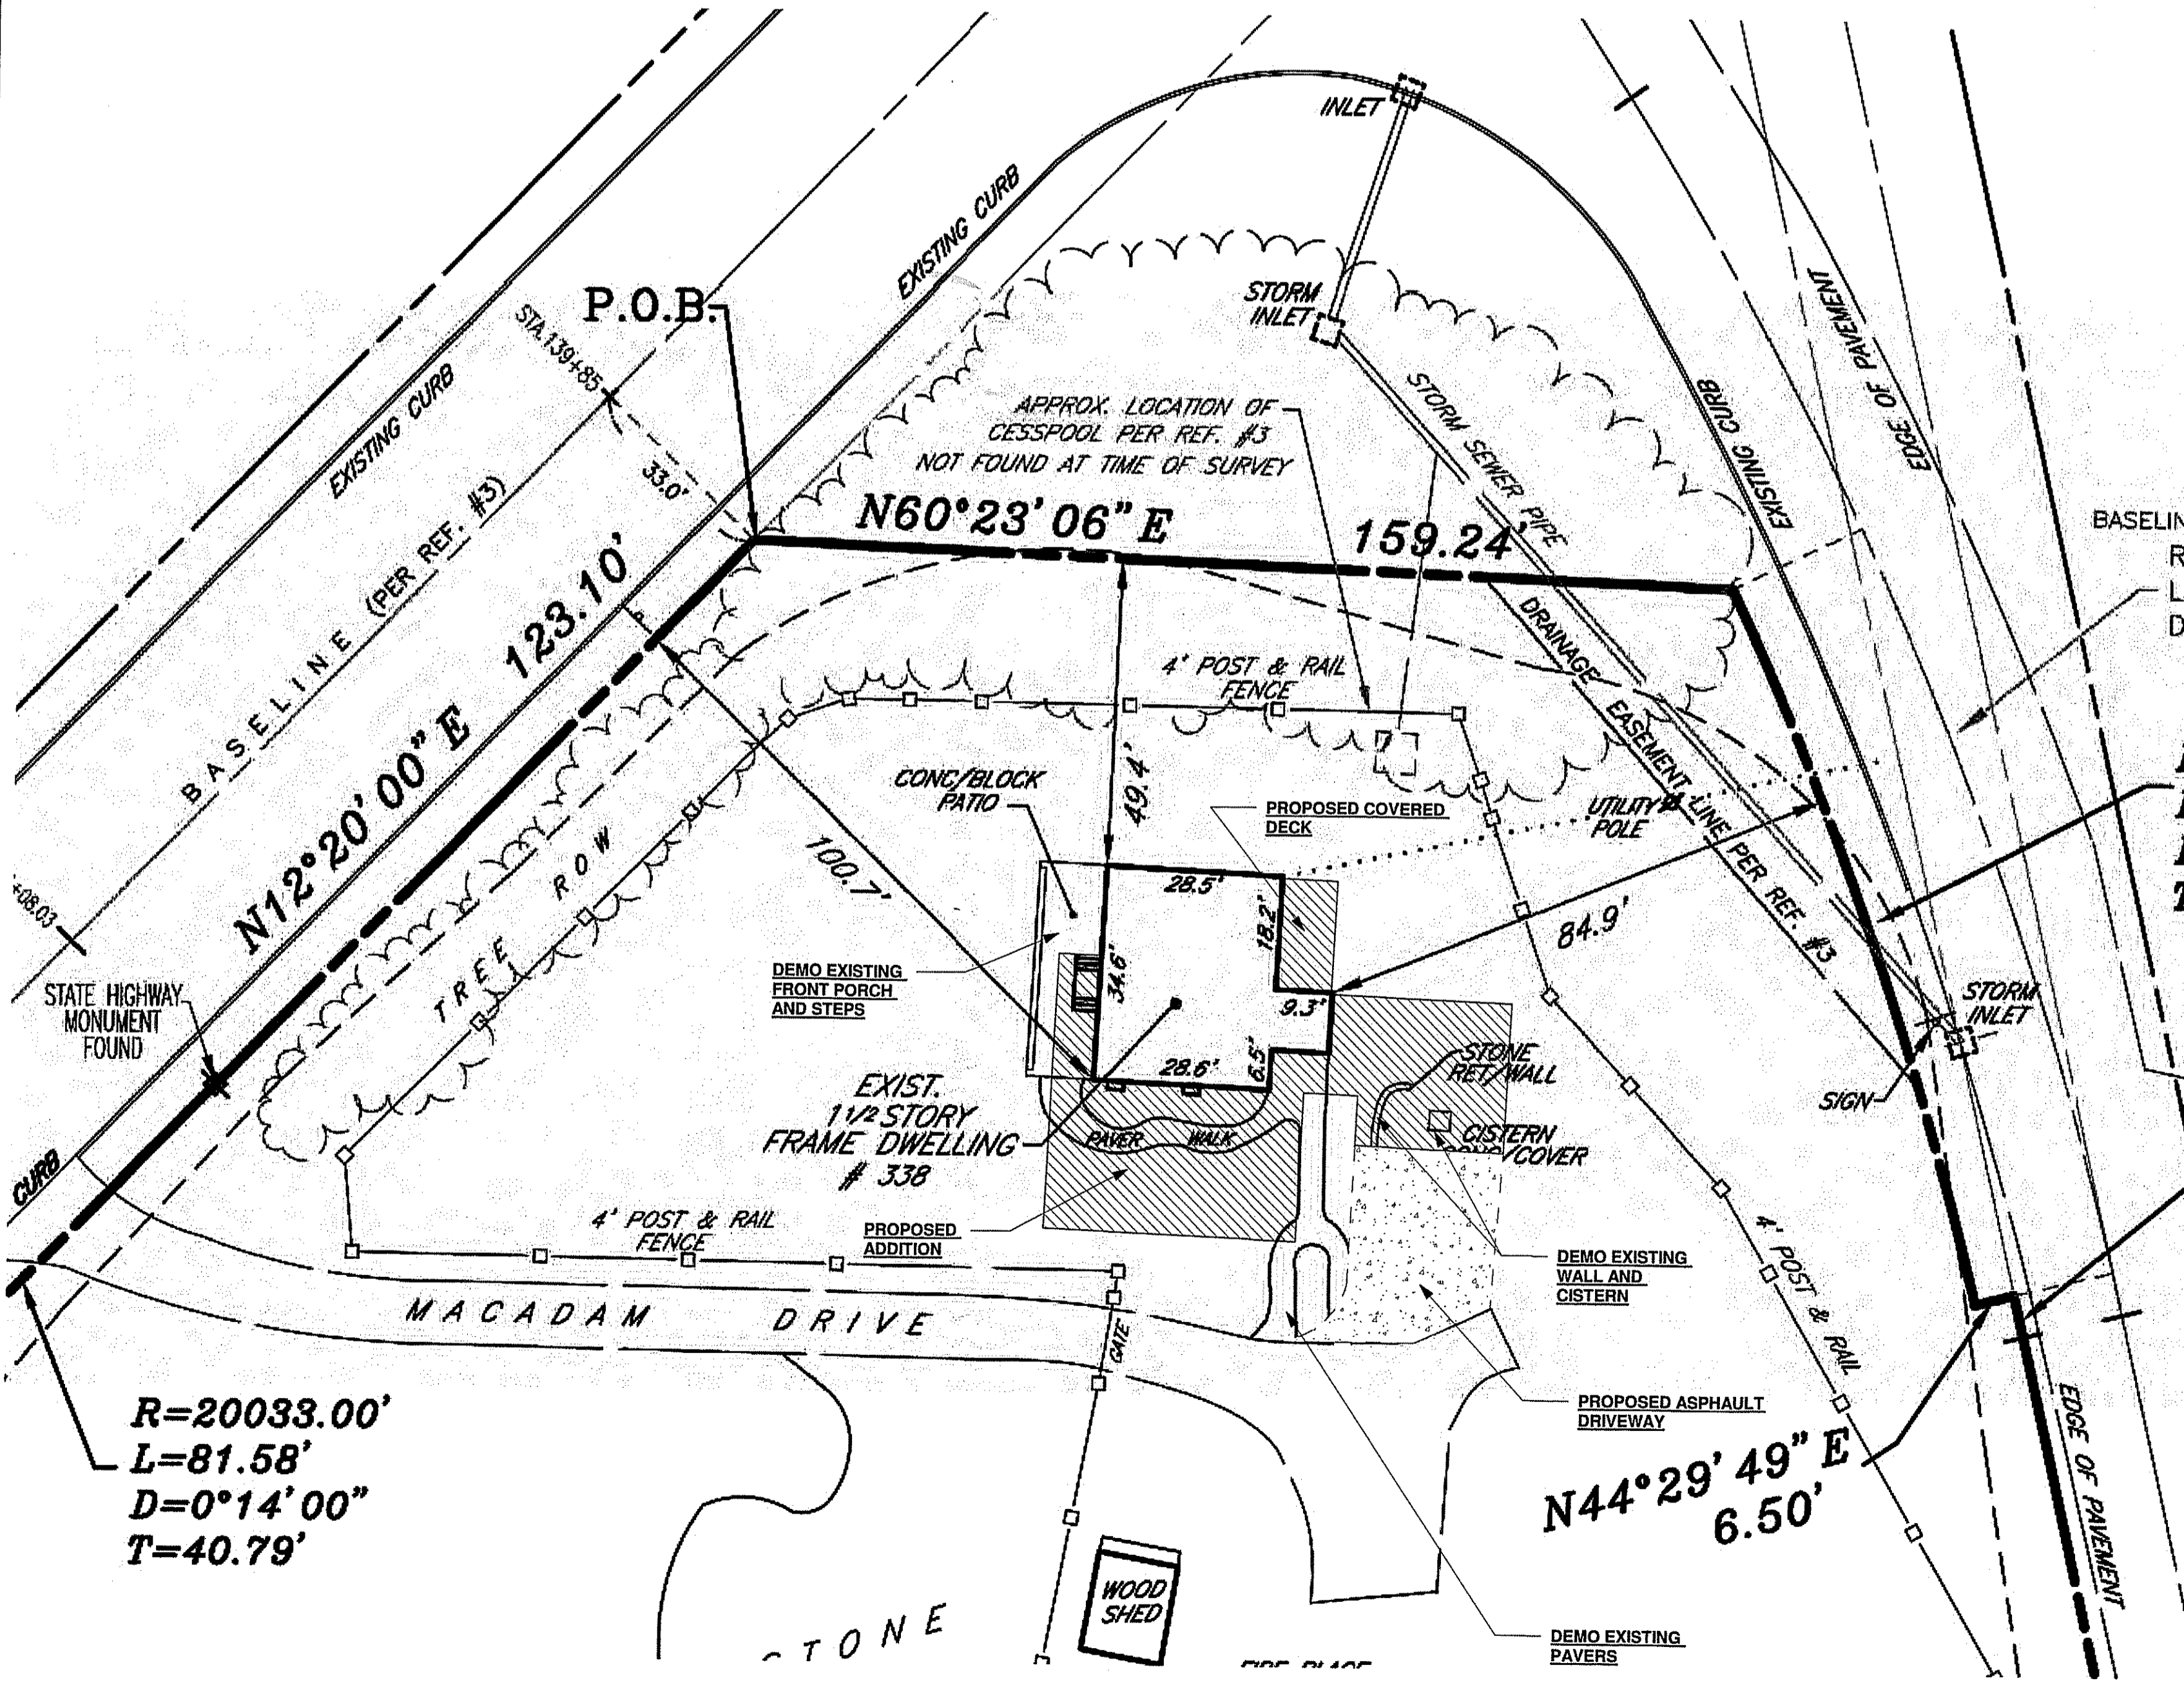 INLET
EXISTING CURB
P.O.B.
STA.139+85
STORM
INLET
EXISTING CURB
33.0'
APPROX. LOCATION OF
CESSPOOL PER REF. #3
NOT FOUND AT TIME OF SURVEY
STORM SEWER PIPE
EXISTING CURB
EDGE OF PAVEMENT
BASELIN
R
L
D
N60°23'06" E
159.24'
BASELINE (PER REF. #3)
N12°20'00" E 123.10'
4' POST & RAIL
FENCE
DRAINAGE
EASEMENT LINE PER REF. #3
CONC/BLOCK
PATIO
49.4'
PROPOSED COVERED
DECK
UTILITY
POLE
100.7'
28.5'
18.2'
84.9'
+08.03
TREE ROW
DEMO EXISTING
FRONT PORCH
AND STEPS
34.6'
9.3'
STATE HIGHWAY
MONUMENT
FOUND
STORM
INLET
SIGN
28.6'
6.5'
STONE
RET/WALL
EXIST.
1 1/2 STORY
FRAME DWELLING
# 338
PAVER WALK
CISTERN
CONC/COVER
CURB
4' POST & RAIL
FENCE
PROPOSED
ADDITION
DEMO EXISTING
WALL AND
CISTERN
4' POST & RAIL
MACADAM DRIVE
GATE
PROPOSED ASPHAULT
DRIVEWAY
R=20033.00'
L=81.58'
D=0°14'00"
T=40.79'
N44°29'49" E
6.50'
EDGE OF PAVEMENT
WOOD
SHED
STONE
DEMO EXISTING
PAVERS
FIRE PLACE